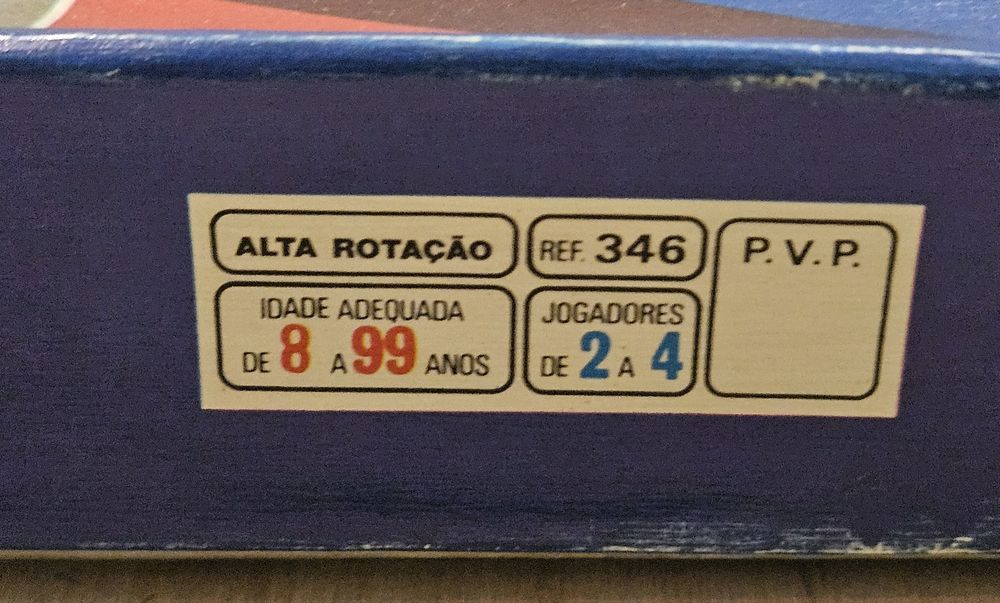 ALTA ROTAÇÃO
REF. 346
P. V. P.
IDADE ADEQUADA
DE 8 A 99 ANOS
JOGADORES
DE 2 A 4